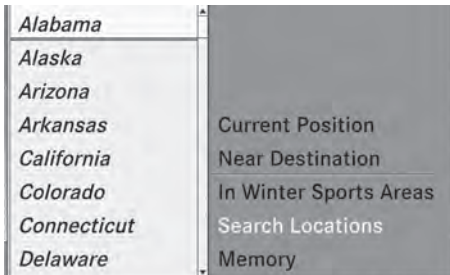 Alabama
Alaska
Arizona
Arkansas
California
Colorado
Connecticut
Delaware
Current Position
Near Destination
In Winter Sports Areas
Search Locations
Memory